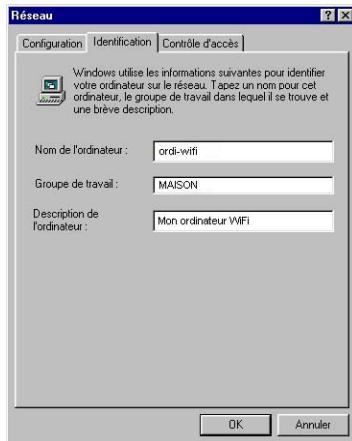 Réseau
Configuration Identification Contrôle d'accès
Windows utilise les informations suivantes pour identifier
votre ordinateur sur le réseau. Tapez un nom pour cet
ordinateur, le groupe de travail dans lequel il se trouve et
une brève description.
Nom de l'ordinateur : ordi-wifi
Groupe de travail : MAISON
Description de
l'ordinateur : Mon ordinateur WiFi
OK Annuler